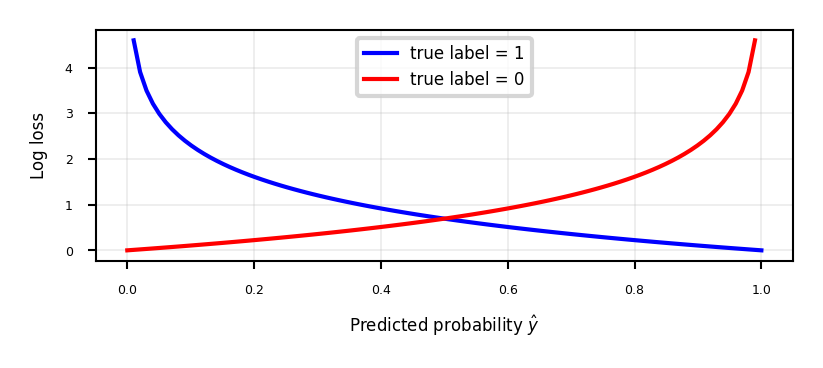 true label = 1
true label = 0
Log loss
4
3
2
1
0
0.0 0.2 0.4 0.6 0.8 1.0
Predicted probability ŷ